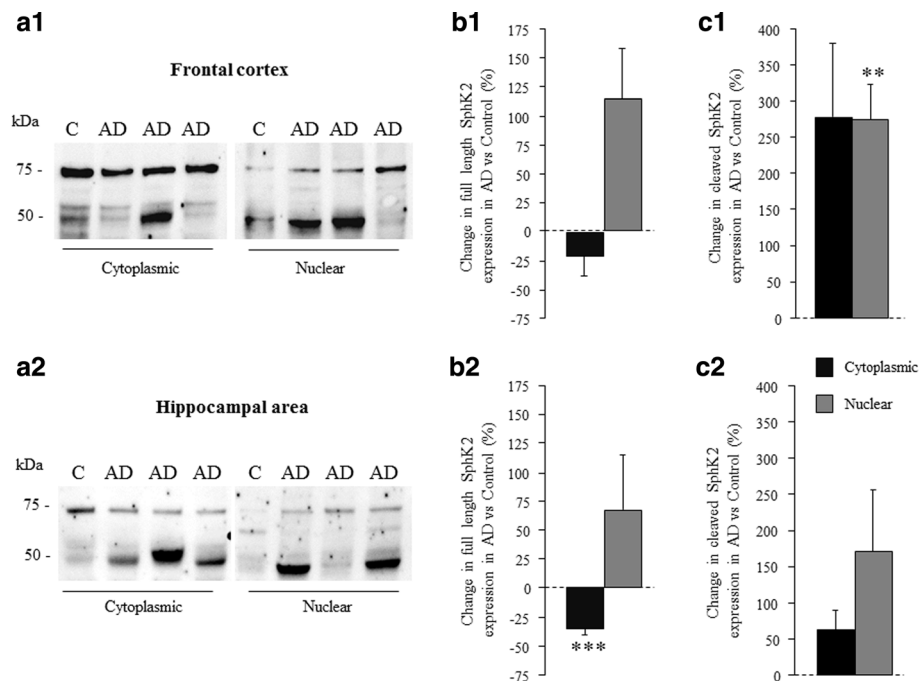 a1
Frontal cortex
kDa
C AD AD AD C AD AD AD
75 -
50 -
Cytoplasmic
Nuclear
b1
Change in full length SphK2
expression in AD vs Control (%)
175
150
125
100
75
50
25
0
-25
-50
-75
c1
Change in cleaved SphK2
expression in AD vs Control (%)
400
350
300
250
200
150
100
50
0
**
a2
Hippocampal area
kDa
C AD AD AD C AD AD AD
75 -
50 -
Cytoplasmic
Nuclear
b2
Change in full length SphK2
expression in AD vs Control (%)
175
150
125
100
75
50
25
0
-25
-50
-75
***
c2
Cytoplasmic
Nuclear
Change in cleaved SphK2
expression in AD vs Control (%)
400
350
300
250
200
150
100
50
0